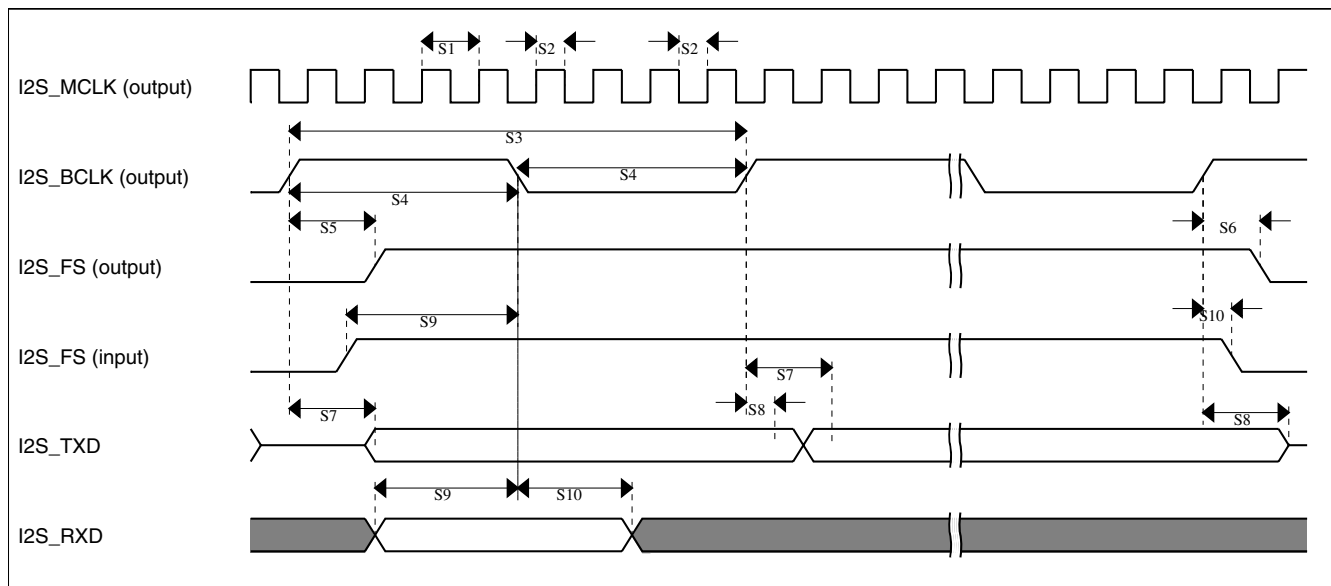 S1 S2 S2
I2S_MCLK (output)
S3
I2S_BCLK (output)
S4
S4
S5 S6
I2S_FS (output)
S9 S10
I2S_FS (input)
S7
S7 S8 S8
I2S_TXD
S9 S10
I2S_RXD